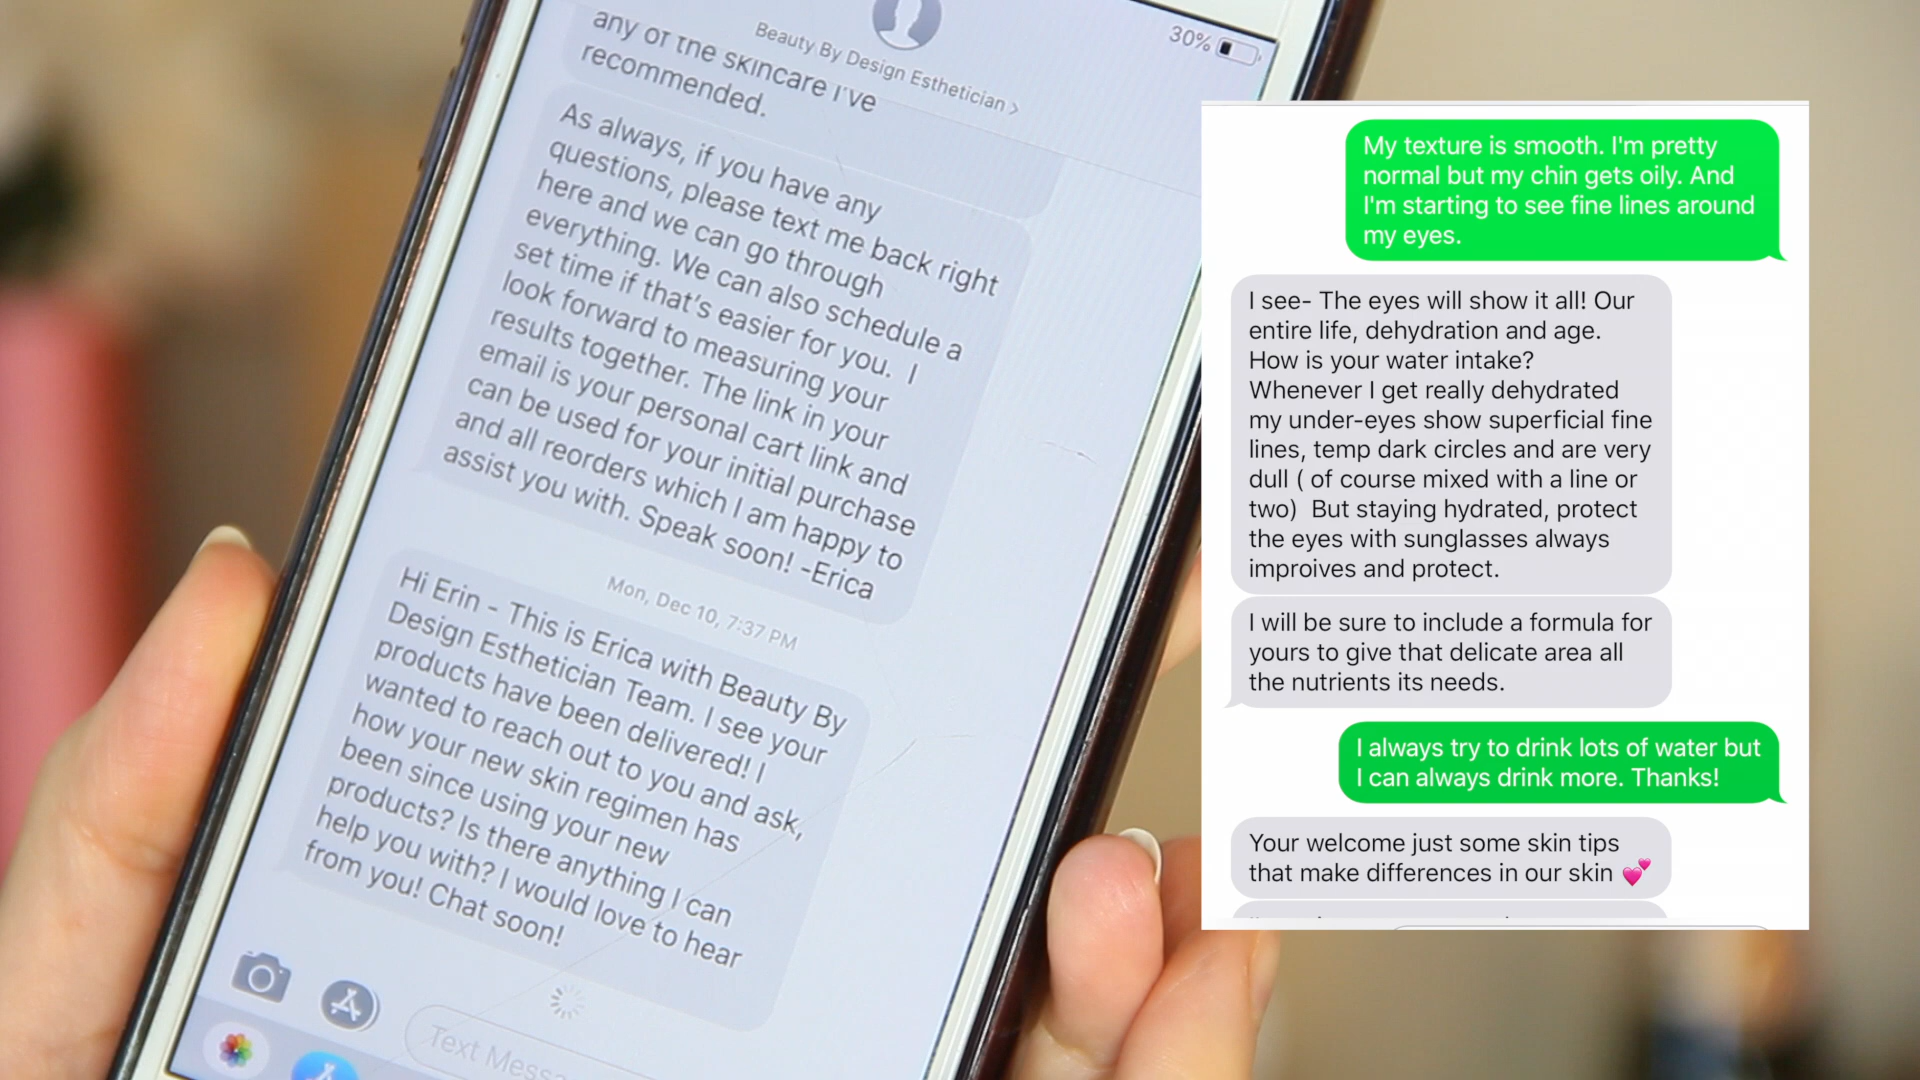 30%
Beauty By Design Esthetician >
any of the skincare I've
recommended.
As always, if you have any
questions, please text me back right
here and we can go through
everything. We can also schedule a
set time if that's easier for you. I
look forward to measuring your
results together. The link in your
email is your personal cart link and
can be used for your initial purchase
and all reorders which I am happy to
assist you with. Speak soon! -Erica
Mon, Dec 10, 7:37 PM
Hi Erin - This is Erica with Beauty By
Design Esthetician Team. I see your
products have been delivered! I
wanted to reach out to you and ask,
how your new skin regimen has
been since using your new
products? Is there anything I can
help you with? I would love to hear
from you! Chat soon!
Text Messa
My texture is smooth. I'm pretty
normal but my chin gets oily. And
I'm starting to see fine lines around
my eyes.
I see- The eyes will show it all! Our
entire life, dehydration and age.
How is your water intake?
Whenever I get really dehydrated
my under-eyes show superficial fine
lines, temp dark circles and are very
dull ( of course mixed with a line or
two)  But staying hydrated, protect
the eyes with sunglasses always
improives and protect.
I will be sure to include a formula for
yours to give that delicate area all
the nutrients its needs.
I always try to drink lots of water but
I can always drink more. Thanks!
Your welcome just some skin tips
that make differences in our skin 💕